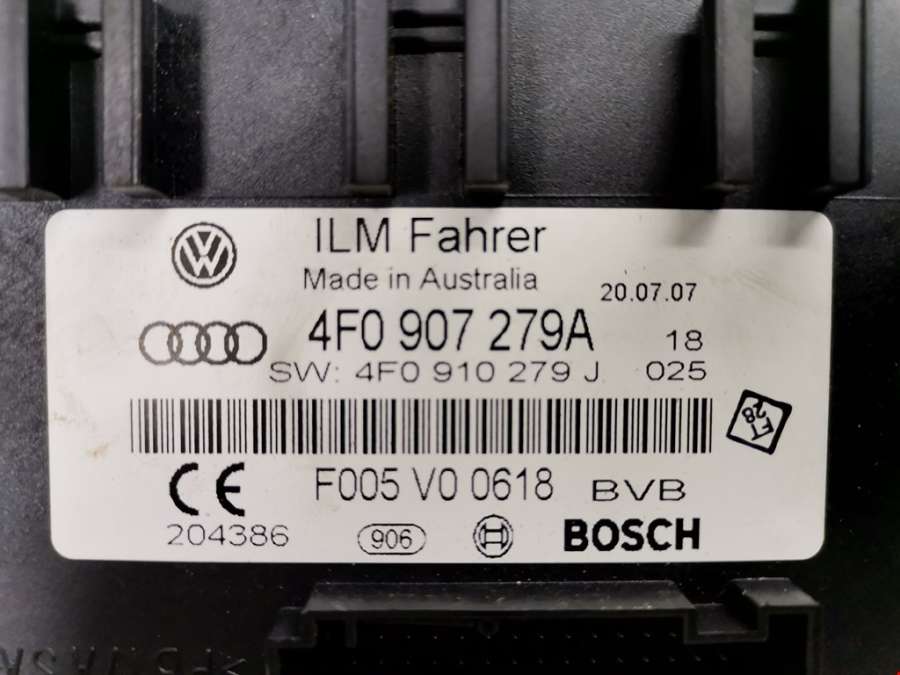 ILM Fahrer
Made in Australia
20.07.07
4F0 907 279A 18
SW: 4F0 910 279 J 025
F005 V0 0618 BVB
204386
906
BOSCH